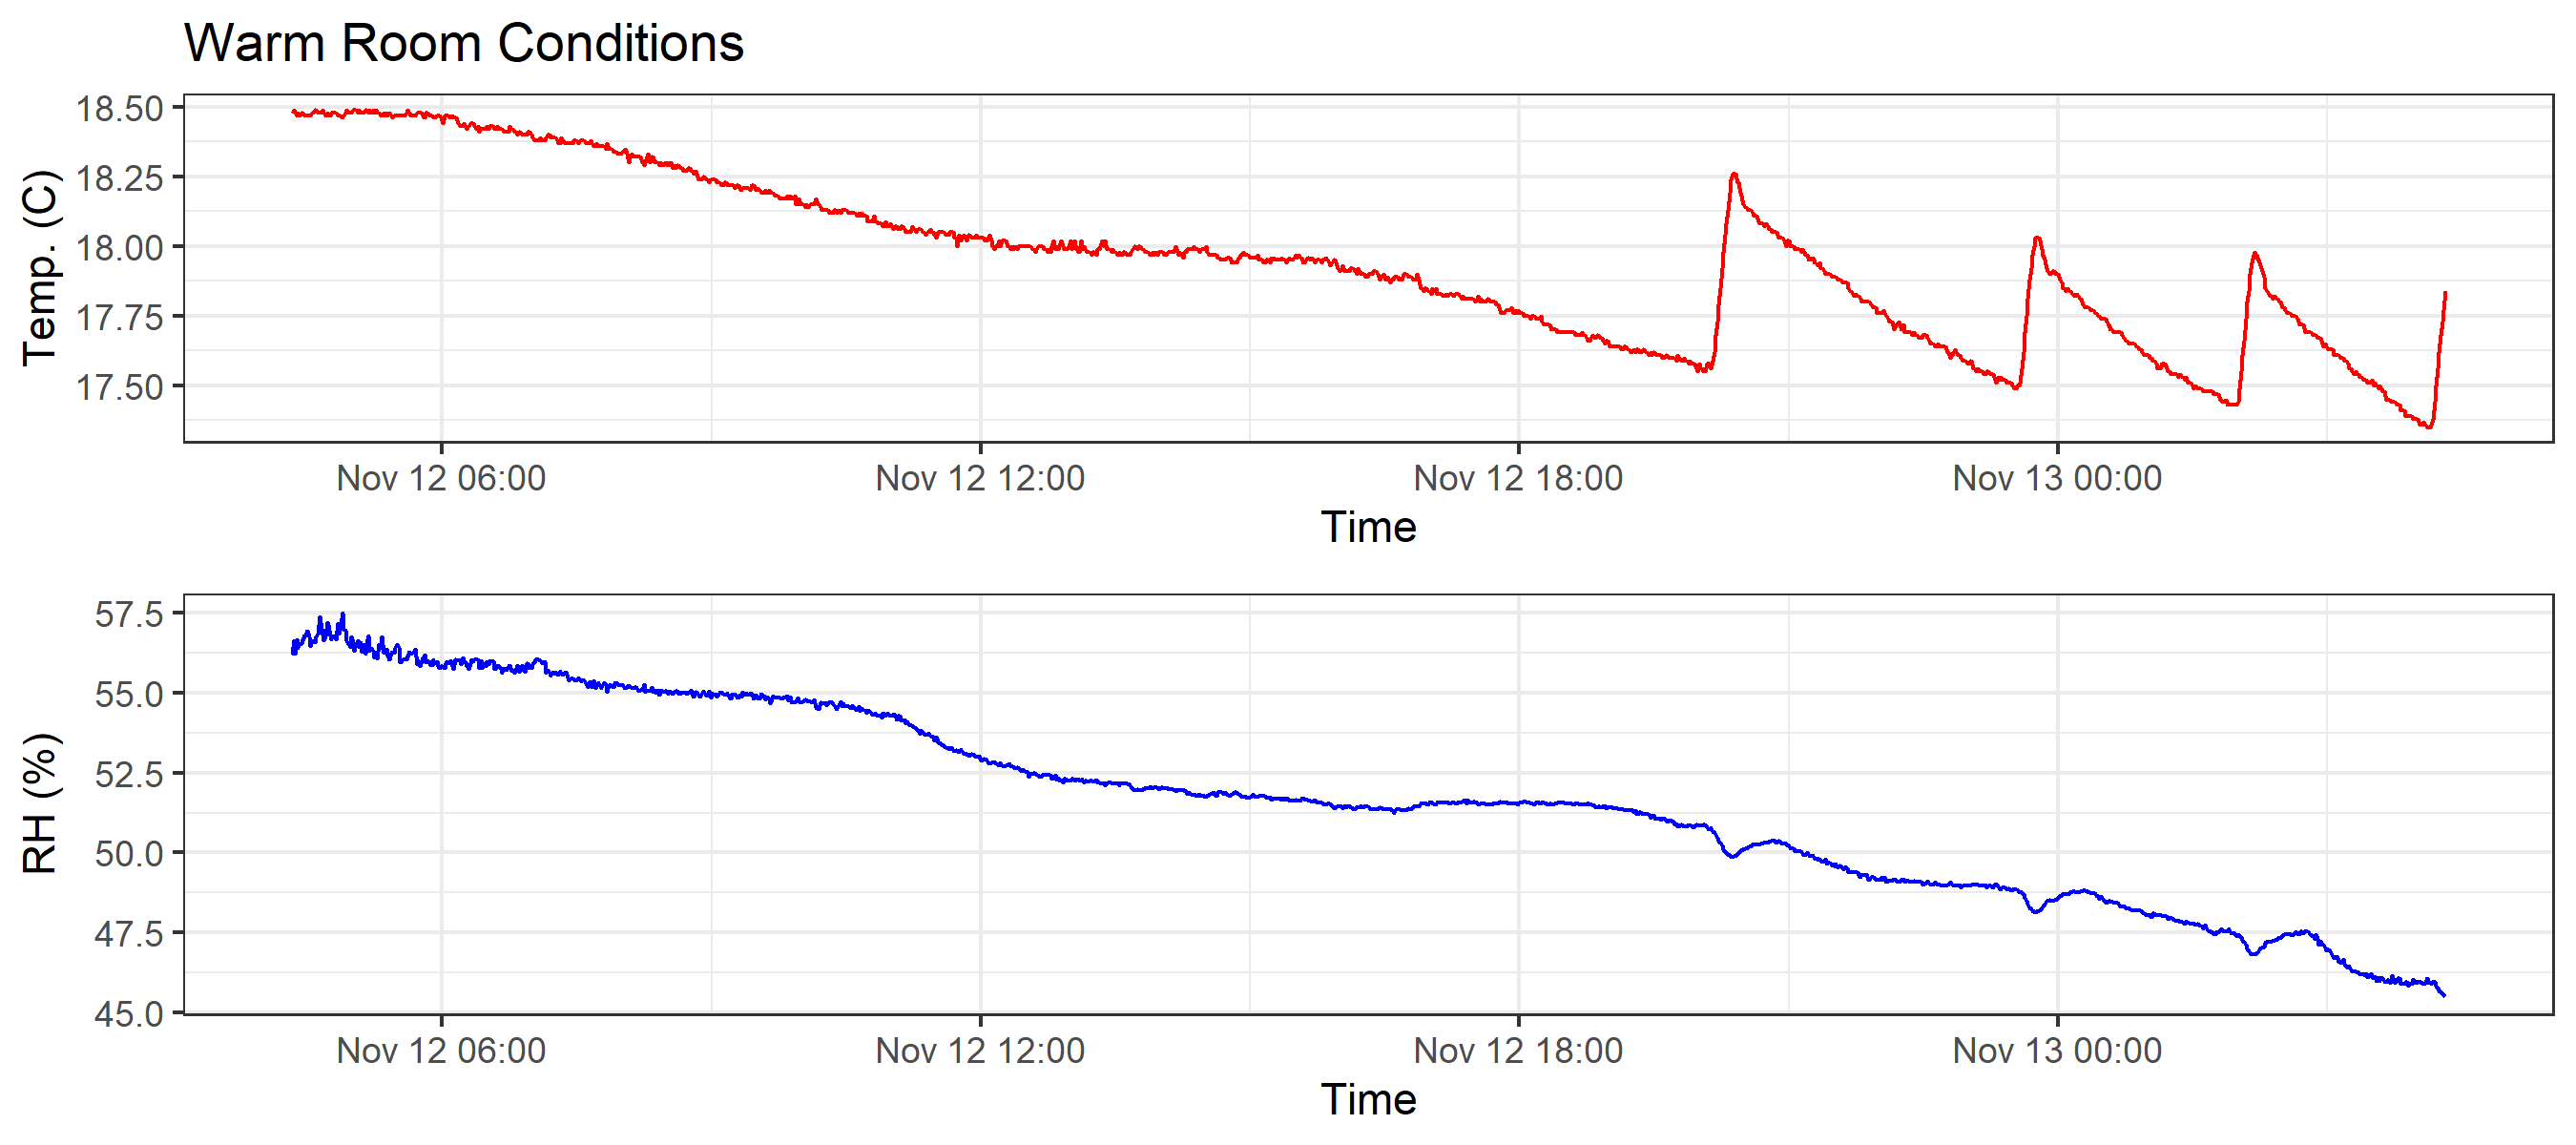 Warm Room Conditions
Temp. (C)
18.50
18.25
18.00
17.75
17.50
Nov 12 06:00 Nov 12 12:00 Nov 12 18:00 Nov 13 00:00
Time
RH (%)
57.5
55.0
52.5
50.0
47.5
45.0
Nov 12 06:00 Nov 12 12:00 Nov 12 18:00 Nov 13 00:00
Time